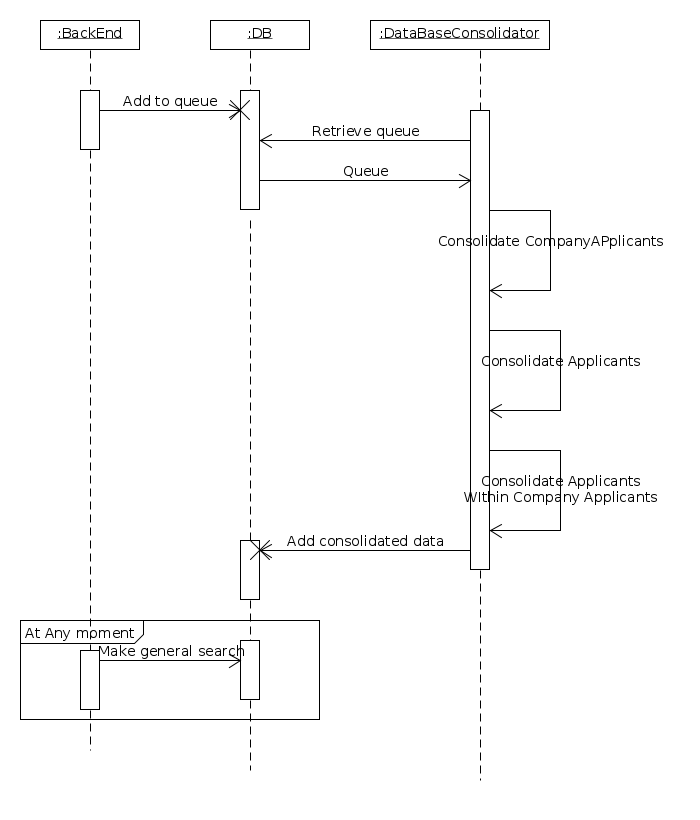 :BackEnd
:DB
:DataBaseConsolidator
Add to queue
Retrieve queue
Queue
Consolidate CompanyAPplicants
Consolidate Applicants
Consolidate Applicants
WIthin Company Applicants
Add consolidated data
At Any moment
Make general search